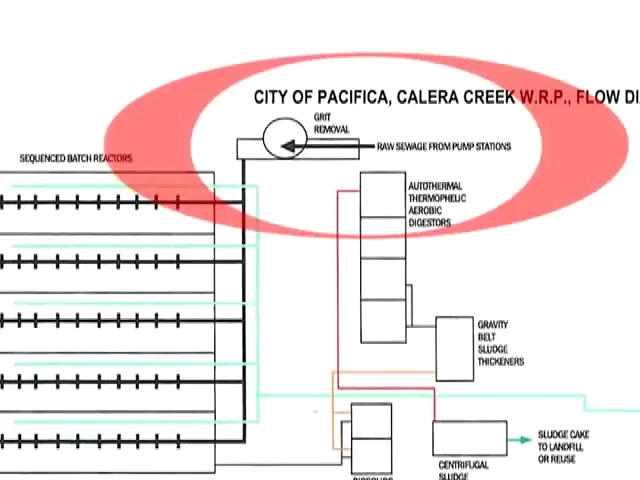 CITY OF PACIFICA, CALERA CREEK W.R.P., FLOW
GRIT
REMOVAL
RAW SEWAGE FROM PUMP STATIONS
SEQUENCED BATCH REACTORS
AUTOTHERMAL
THERMOPHELIC
AEROBIC
DIGESTORS
GRAVITY
BELT
SLUDGE
THICKENERS
SLUDGE CAKE
TO LANDFILL
OR REUSE
CENTRIFUGAL
SLUDGE